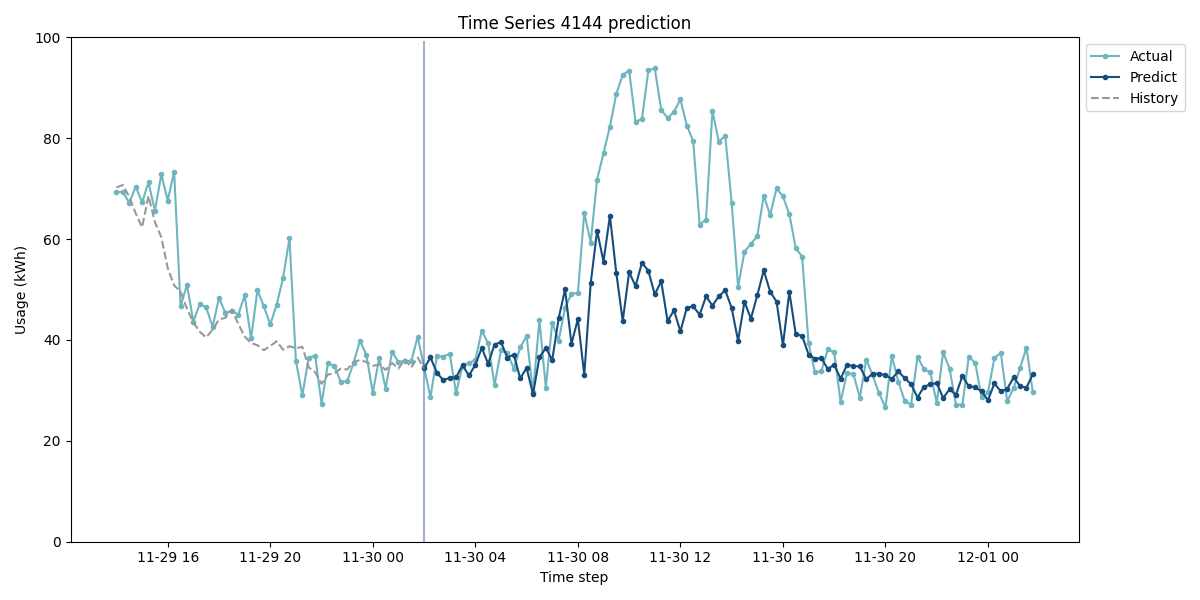 Time Series 4144 prediction
100
80
60
40
20
0
Usage (kWh)
11-29 16
11-29 20
11-30 00
11-30 04
11-30 08
11-30 12
11-30 16
11-30 20
12-01 00
Time step
Actual
Predict
History